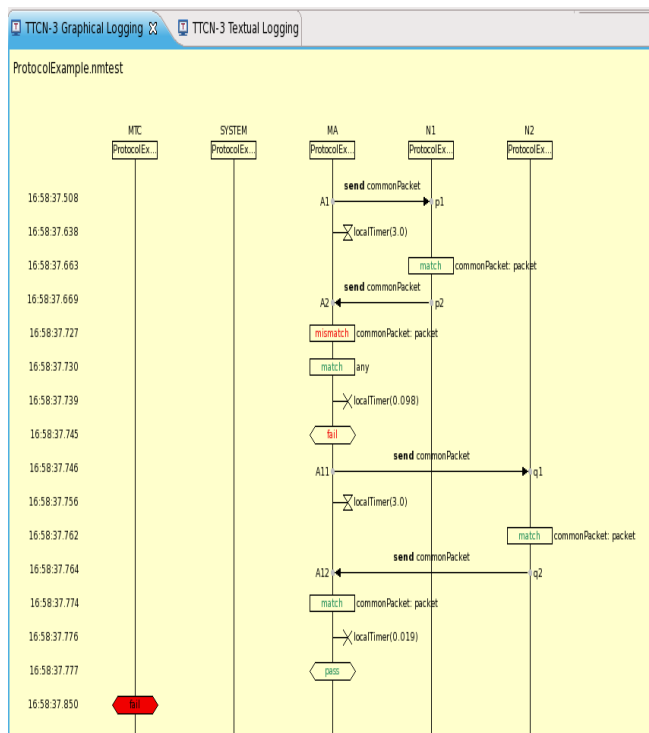 TTCN-3 Graphical Logging TTCN-3 Textual Logging
ProtocolExample.nmtest
MTC SYSTEM MA N1 N2
ProtocolEx... ProtocolEx... ProtocolEx... ProtocolEx... ProtocolEx...
send commonPacket
16:58:37.508 A1 p1
16:58:37.638 localTimer(3.0)
16:58:37.663 match commonPacket: packet
send commonPacket
16:58:37.669 A2 p2
16:58:37.727 mismatch commonPacket: packet
16:58:37.730 match any
16:58:37.739 localTimer(0.098)
16:58:37.745 fail
send commonPacket
16:58:37.746 A11 q1
16:58:37.756 localTimer(3.0)
16:58:37.762 match commonPacket: packet
send commonPacket
16:58:37.764 A12 q2
16:58:37.774 match commonPacket: packet
16:58:37.776 localTimer(0.019)
16:58:37.777 pass
16:58:37.850 fail